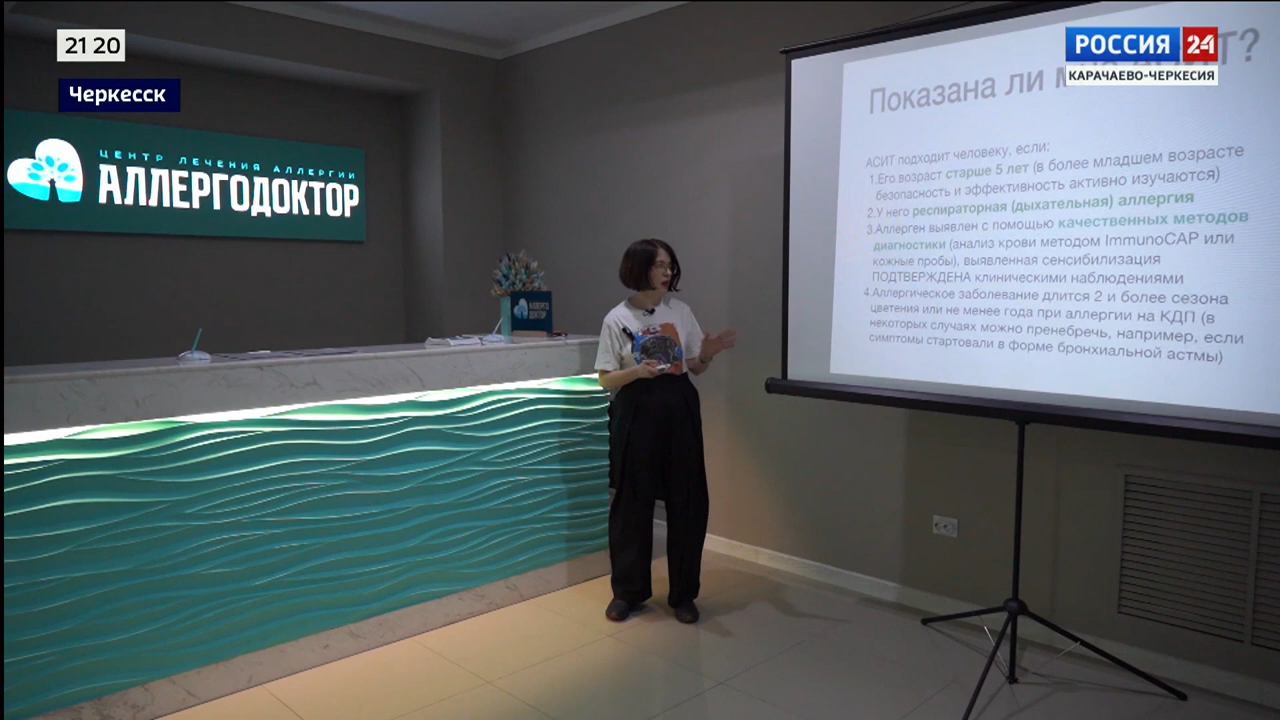 21 20
Черкесск
РОССИЯ 24
КАРАЧАЕВО-ЧЕРКЕСИЯ
ЦЕНТР ЛЕЧЕНИЯ АЛЛЕРГИИ
АЛЛЕРГОДОКТОР
АЛЛЕРГО
ДОКТОР
Показана ли
АСИТ подходит человеку, если:
1.Его возраст старше 5 лет (в более младшем возрасте
безопасность и эффективность активно изучаются)
2.У него респираторная (дыхательная) аллергия
3.Аллерген выявлен с помощью качественных методов
диагностики (анализ крови методом ImmunoCAP или
кожные пробы), выявленная сенсибилизация
ПОДТВЕРЖДЕНА клиническими наблюдениями
4.Аллергическое заболевание длится 2 и более сезона
цветения или не менее года при аллергии на КДП (в
некоторых случаях можно пренебречь, например, если
симптомы стартовали в форме бронхиальной астмы)